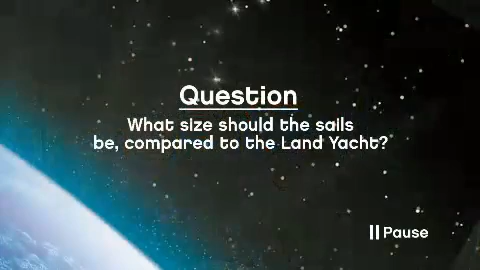 Question
What size should the sails
be, compared to the Land Yacht?
Pause